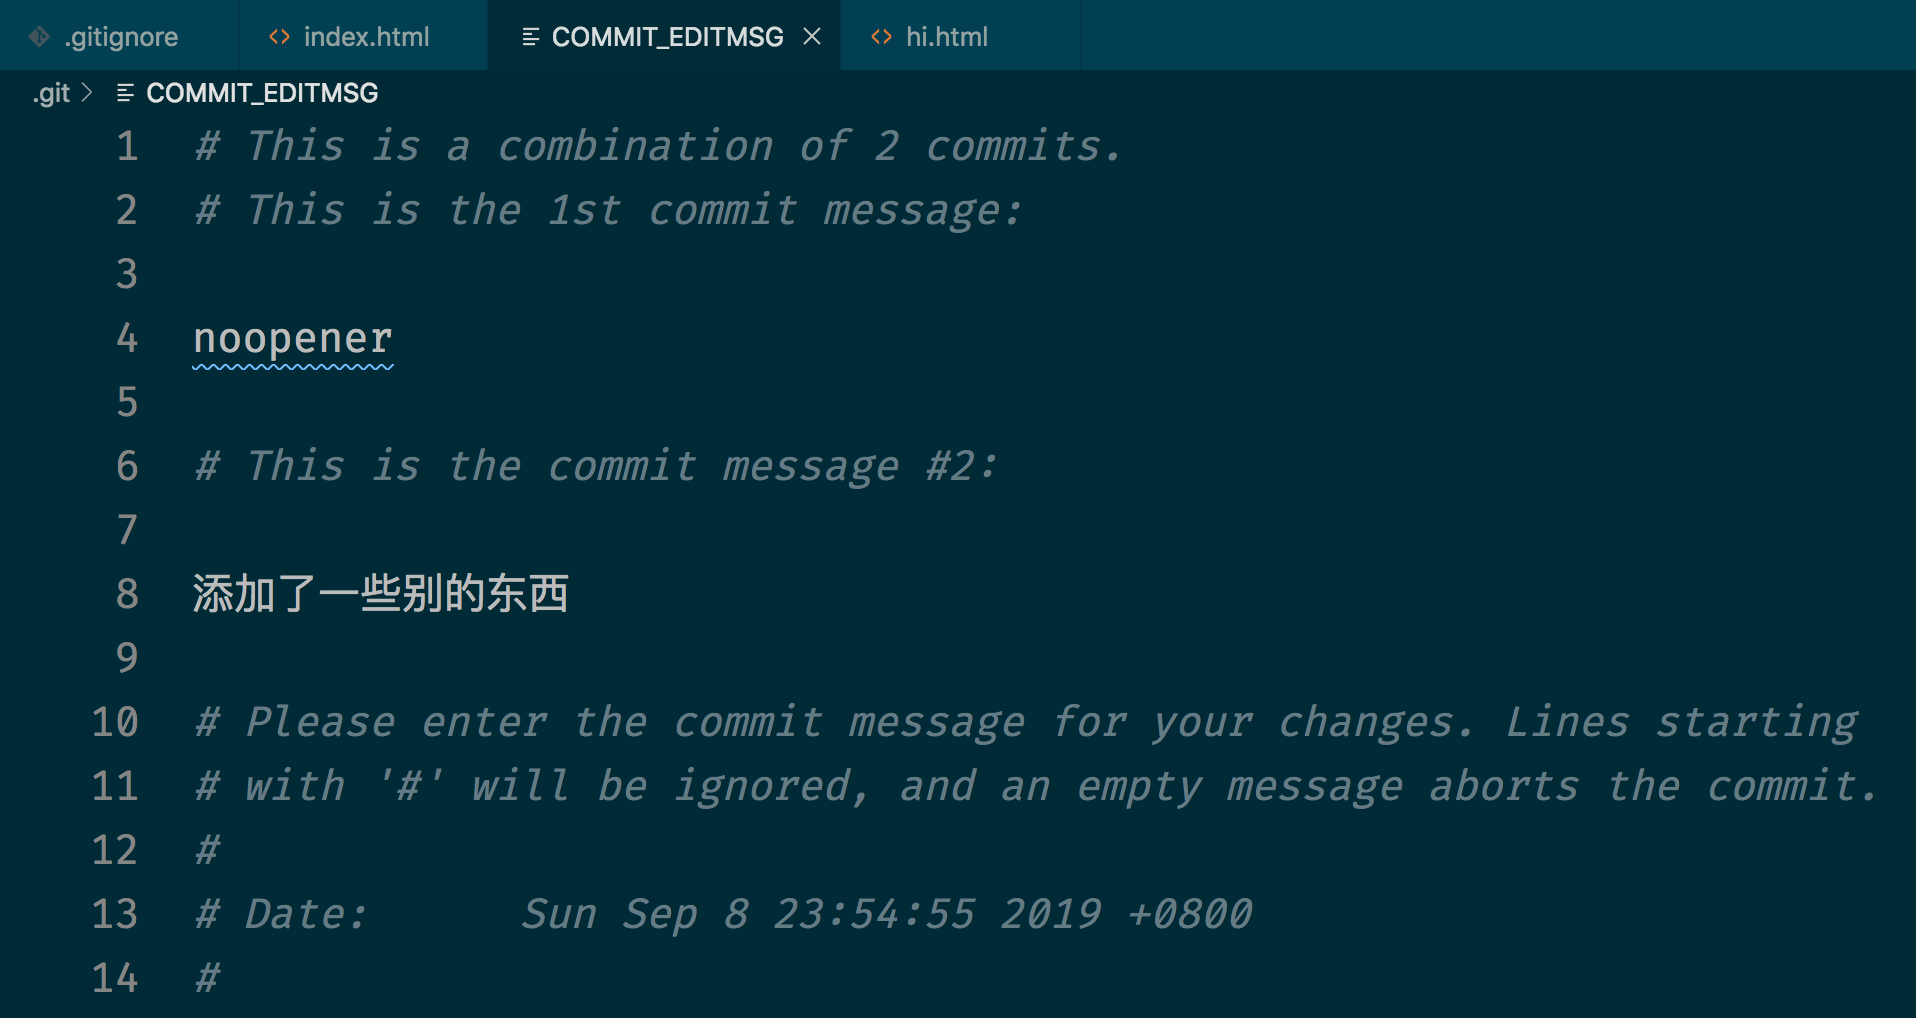 .gitignore index.html COMMIT_EDITMSG hi.html
.git > COMMIT_EDITMSG
1 # This is a combination of 2 commits.
2 # This is the 1st commit message:
3
4 noopener
5
6 # This is the commit message #2:
7
8 添加了一些别的东西
9
10 # Please enter the commit message for your changes. Lines starting
11 # with '#' will be ignored, and an empty message aborts the commit.
12 #
13 # Date:      Sun Sep 8 23:54:55 2019 +0800
14 #